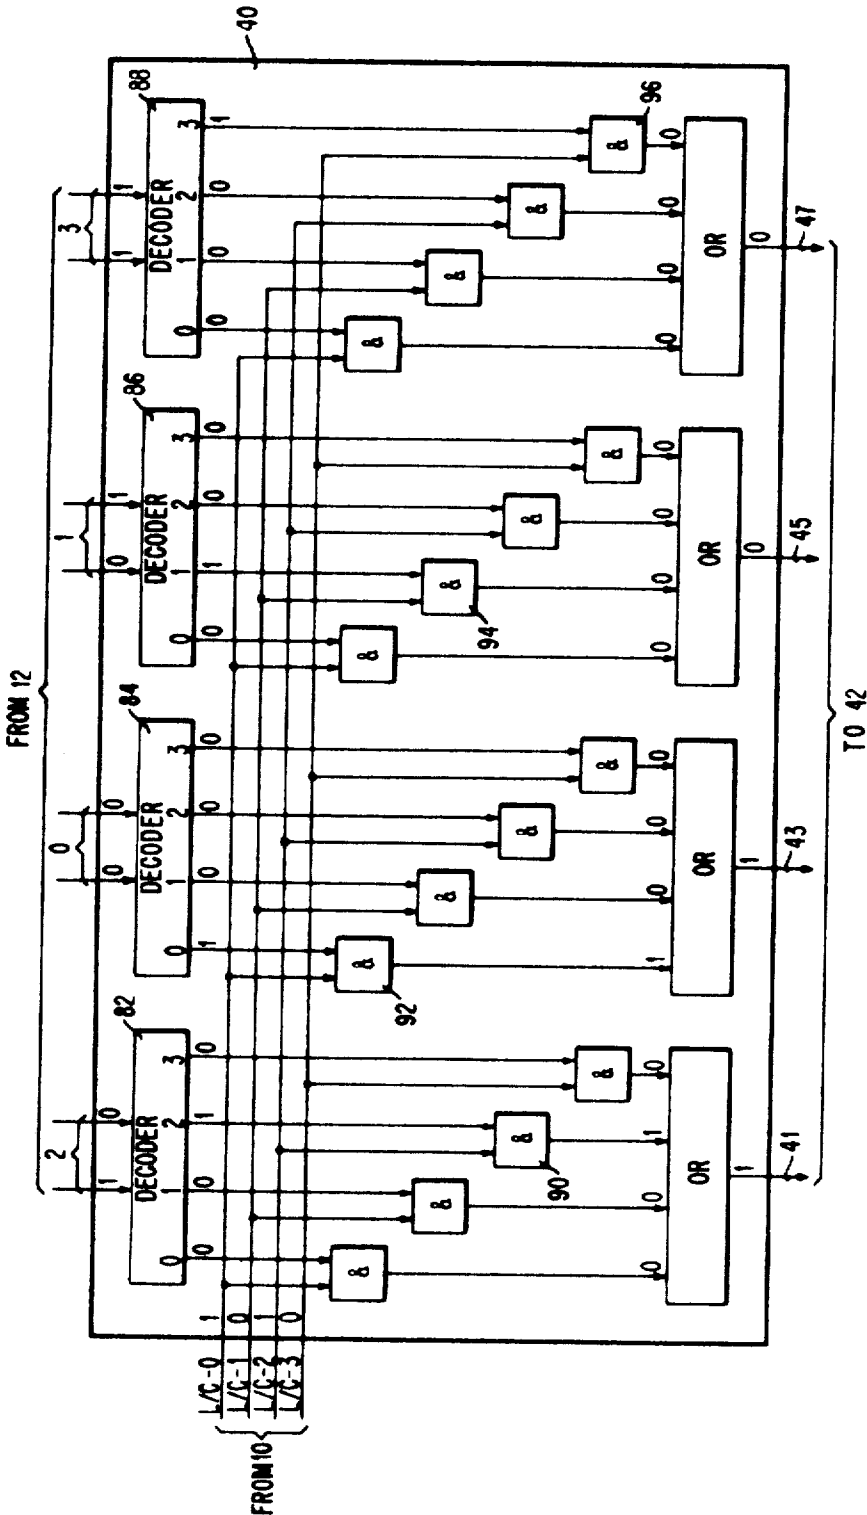 FROM 12
2
0
1
3
1 0
0 0
0 1
1 1
82
84
86
88
40
DECODER
DECODER
DECODER
DECODER
0 1 2 3
0 1 2 3
0 1 2 3
0 1 2 3
0 0 1 0
1 0 0 0
0 1 0 0
0 0 0 1
FROM 10
L/C-0 1
L/C-1 0
L/C-2 1
L/C-3 0
& & & &
& & & &
& & & &
& & & &
90
92
94
96
0 0 1 0
1 0 0 0
0 0 0 0
0 0 0 0
OR
OR
OR
OR
1
1
0
0
41
43
45
47
TO 42